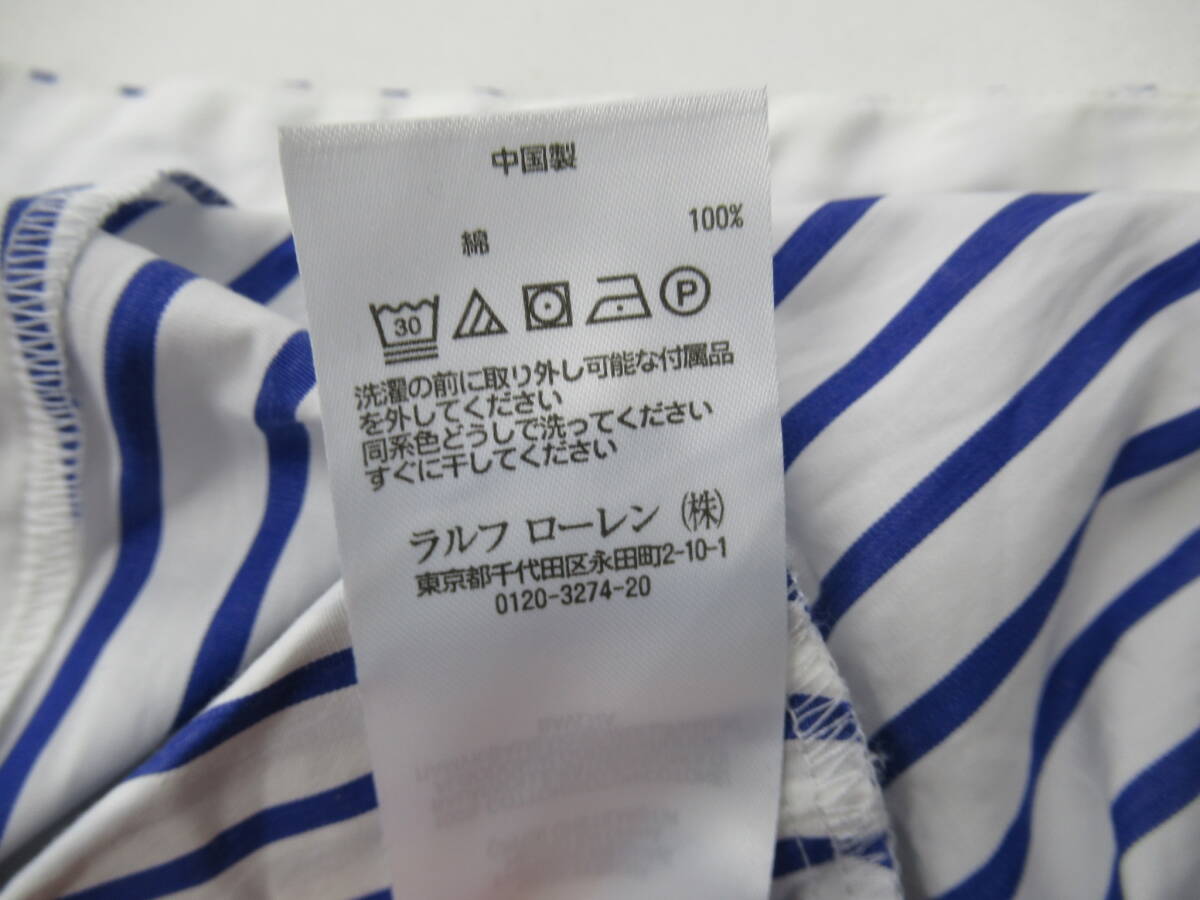 中国製
綿 100%
30 P
洗濯の前に取り外し可能な付属品
を外してください
同系色どうしで洗ってください
すぐに干してください
ラルフ ローレン (株)
東京都千代田区永田町2-10-1
0120-3274-20